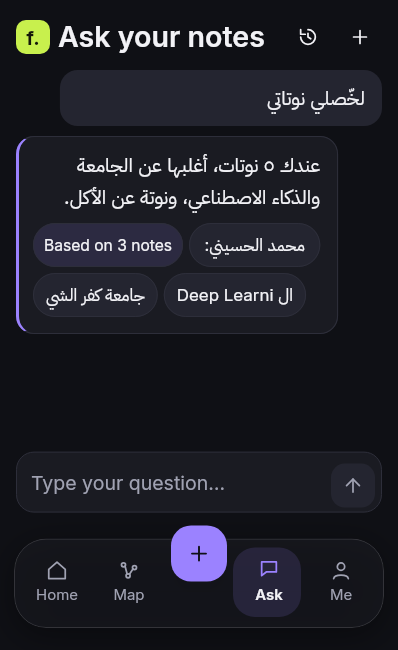 f. Ask your notes
لخّصلي نوتاتي
عندك ٥ نوتات، أغلبها عن الجامعة
والذكاء الاصطناعي، ونوتة عن الأكل.
Based on 3 notes
محمد الحسيني:
جامعة كفر الشي
ال Deep Learni
Type your question...
Home
Map
Ask
Me